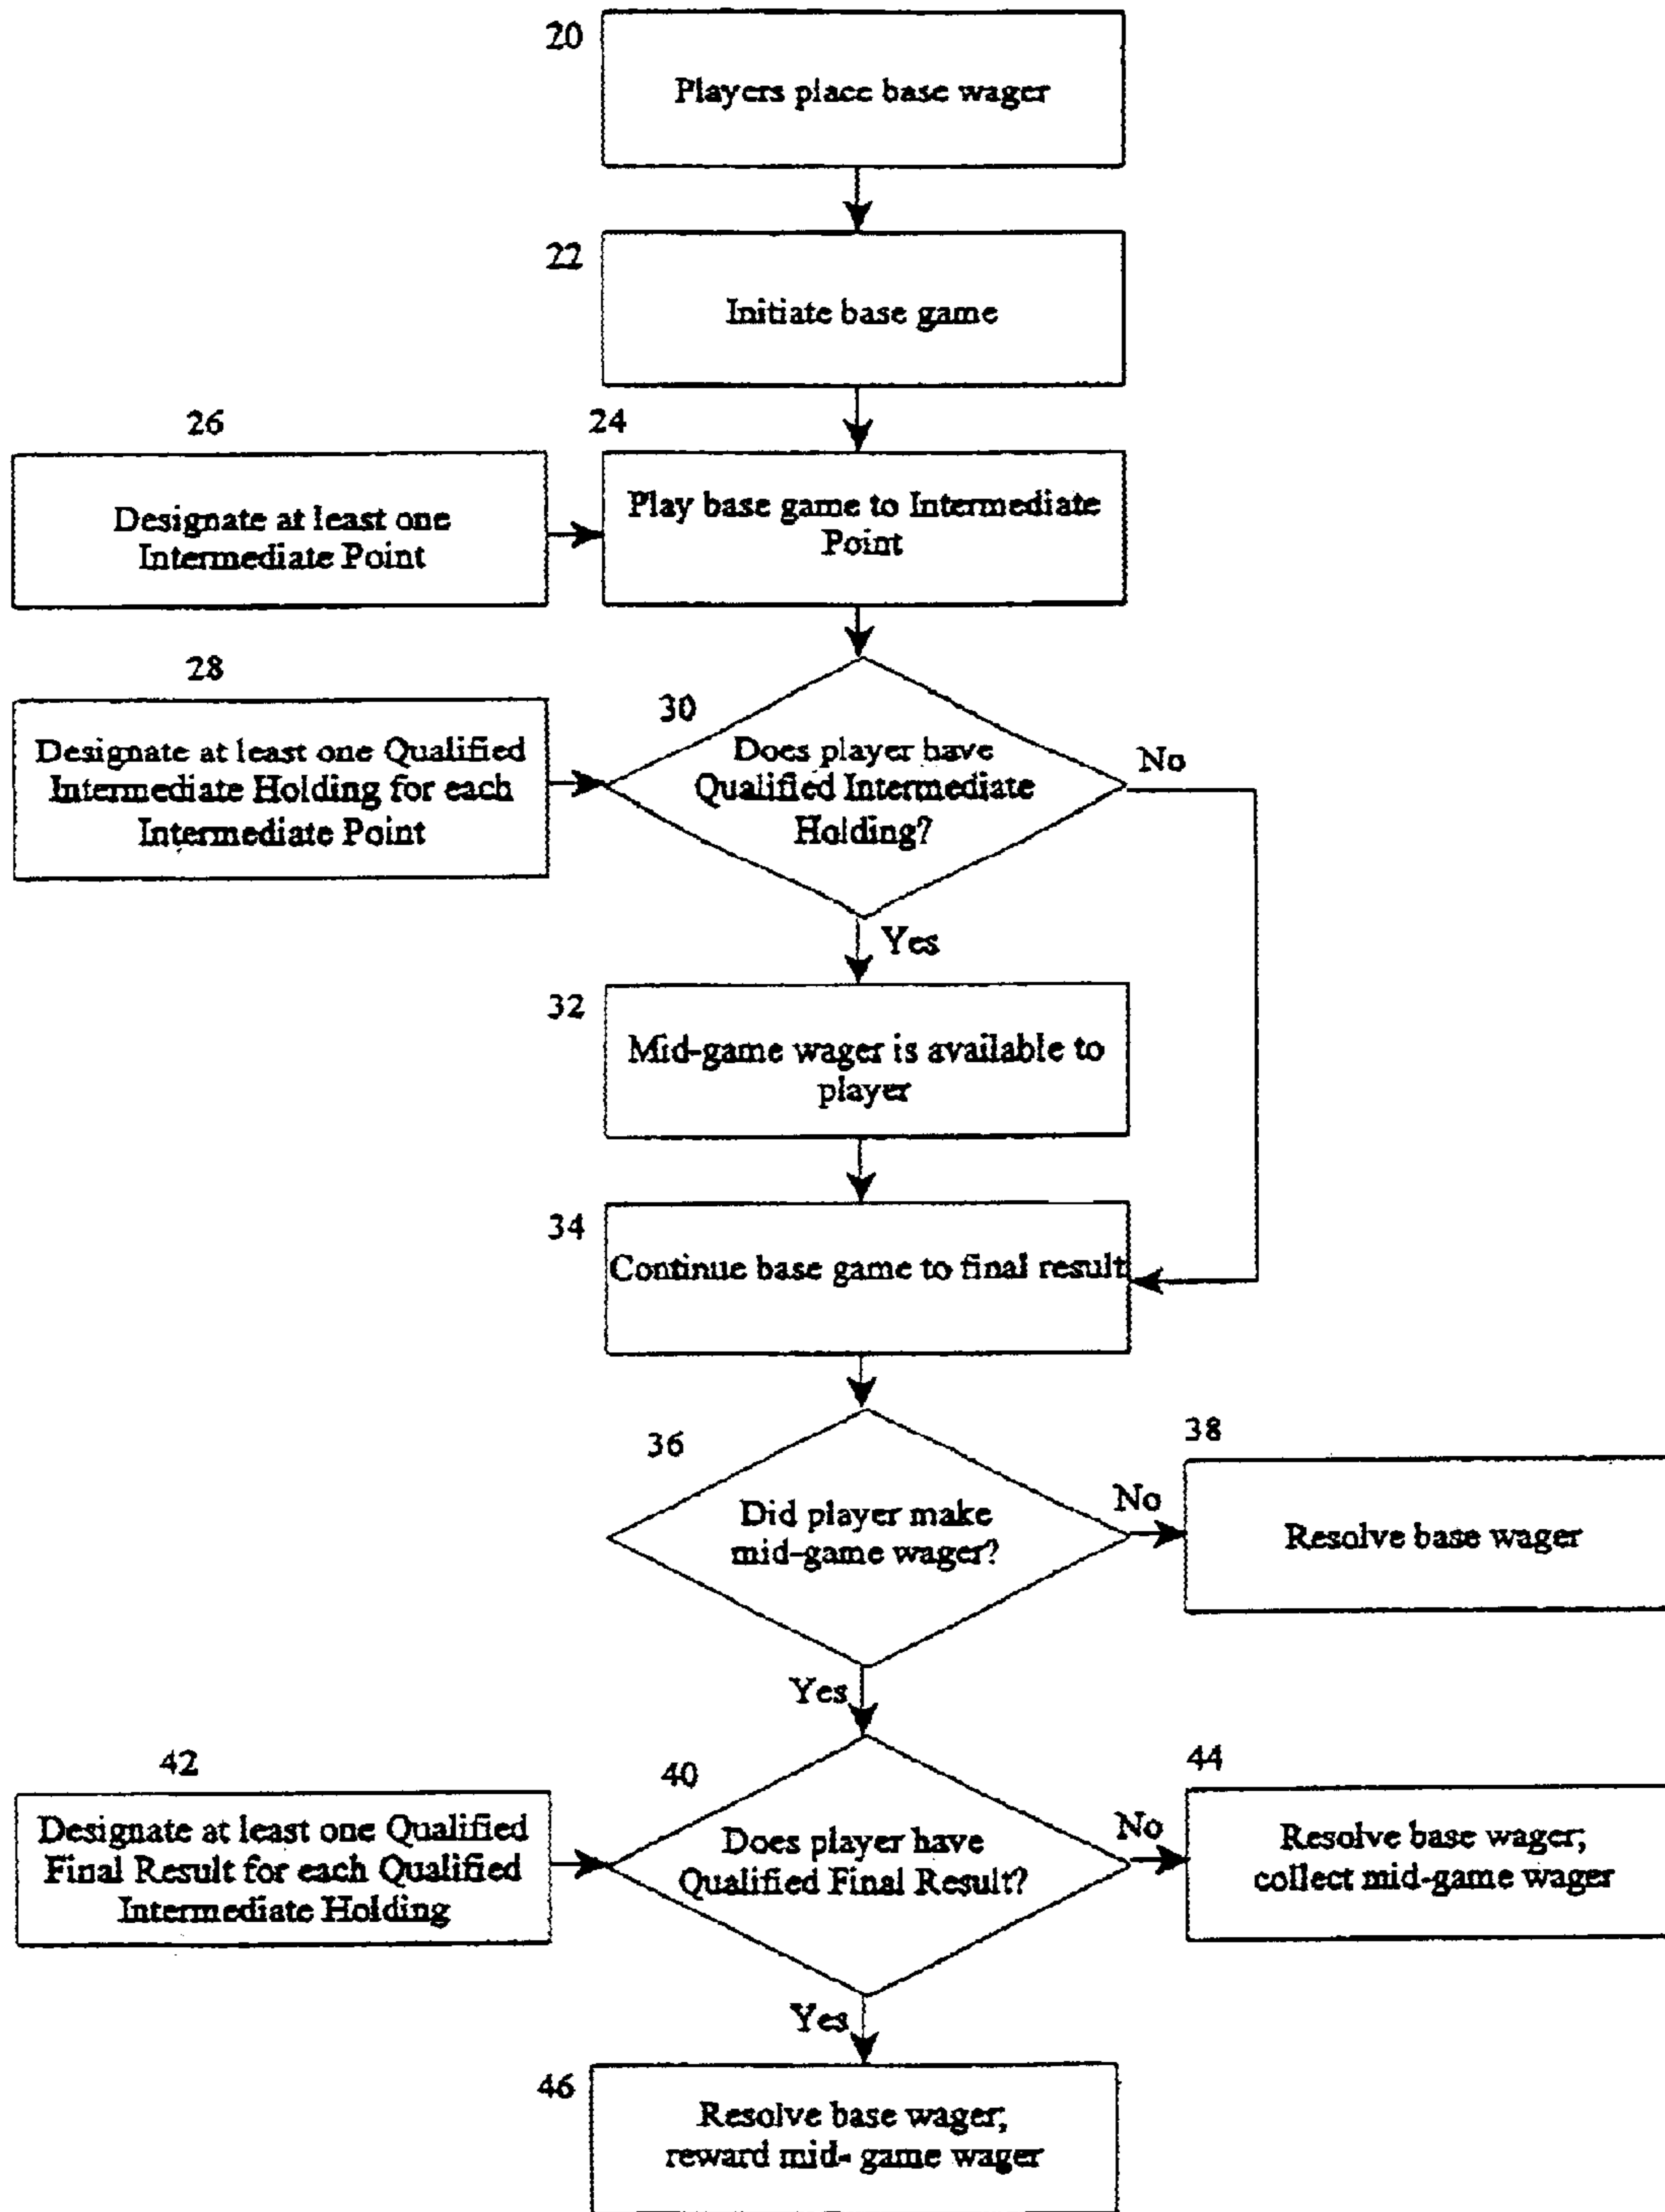 20
Players place base wager
22
Initiate base game
26
Designate at least one
Intermediate Point
24
Play base game to Intermediate
Point
28
Designate at least one Qualified
Intermediate Holding for each
Intermediate Point
30
Does player have
Qualified Intermediate
Holding?
No
Yes
32
Mid-game wager is available to
player
34
Continue base game to final result
36
Did player make
mid-game wager?
No
38
Resolve base wager
Yes
42
Designate at least one Qualified
Final Result for each Qualified
Intermediate Holding
40
Does player have
Qualified Final Result?
No
44
Resolve base wager;
collect mid-game wager
Yes
46
Resolve base wager;
reward mid- game wager